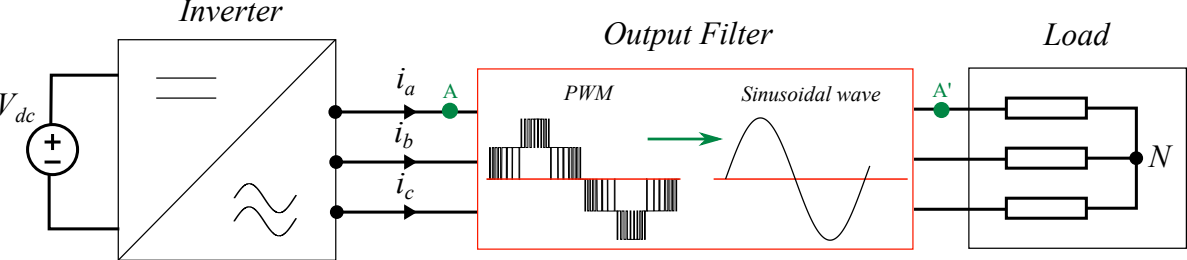 Inverter
Output Filter
Load
V_dc
i_a
A
PWM
Sinusoidal wave
A'
i_b
N
i_c